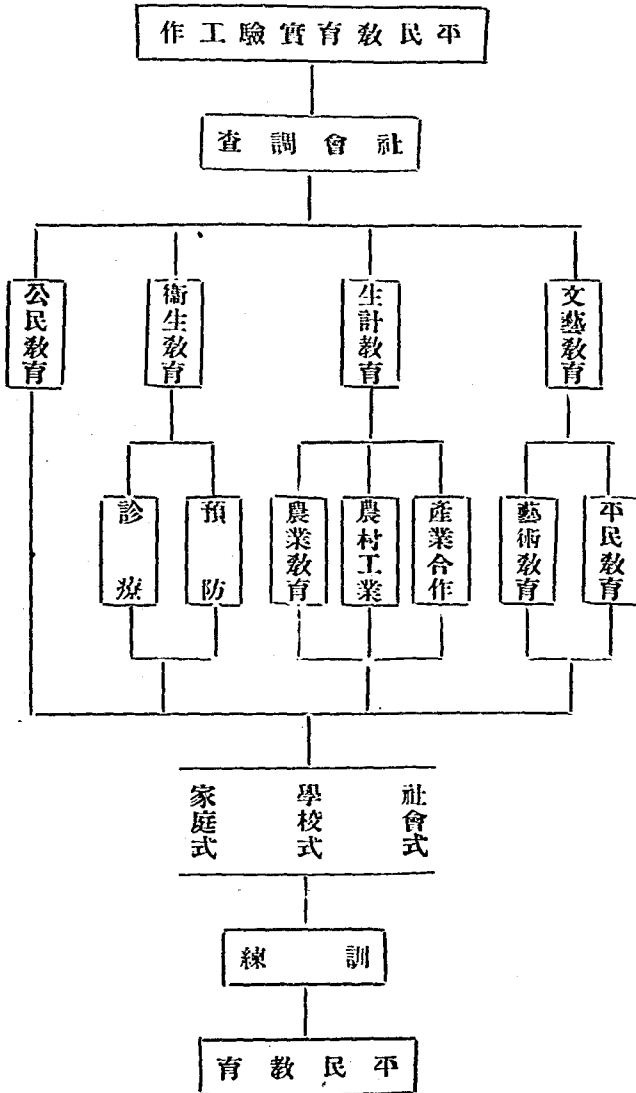 平民教育實驗工作
社會調查
文藝教育
生計教育
衞生教育
公民教育
平民教育
藝術教育
產業合作
農村工業
農業教育
預防
診療
社會式
學校式
家庭式
訓練
平民教育